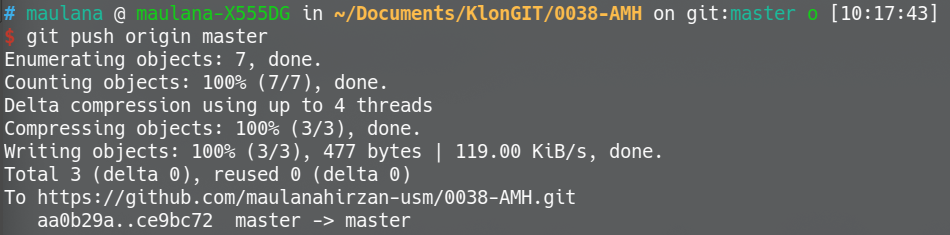 # maulana @ maulana-X555DG in ~/Documents/KlonGIT/0038-AMH on git:master o [10:17:43]
$ git push origin master
Enumerating objects: 7, done.
Counting objects: 100% (7/7), done.
Delta compression using up to 4 threads
Compressing objects: 100% (3/3), done.
Writing objects: 100% (3/3), 477 bytes | 119.00 KiB/s, done.
Total 3 (delta 0), reused 0 (delta 0)
To https://github.com/maulanahirzan-usm/0038-AMH.git
   aa0b29a..ce9bc72  master -> master